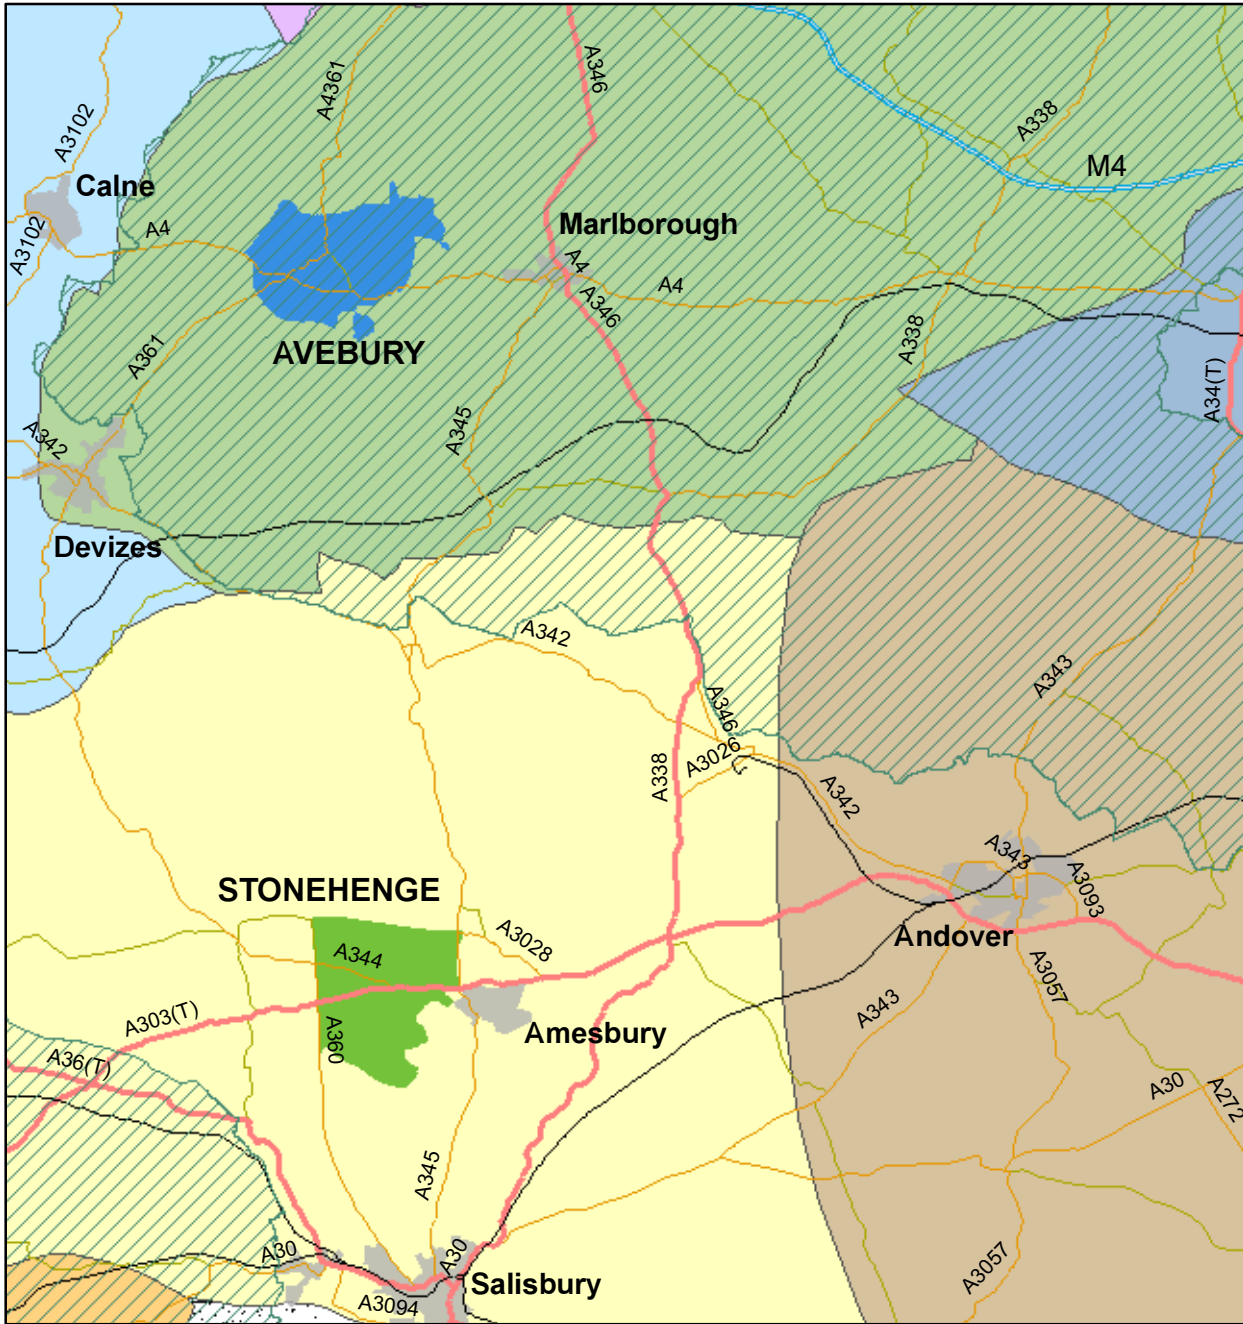 A346
A4361
A338
A3102
M4
Calne
Marlborough
A3102
A4
A4
A4
A346
A338
AVEBURY
A361
A34(T)
A345
A342
Devizes
A342
A343
A346
A3026
A338
A342
A343
STONEHENGE
A3093
A3028
Andover
A344
A3057
A303(T)
A343
Amesbury
A360
A36(T)
A30
A272
A345
A30
A30
A3057
Salisbury
A3094